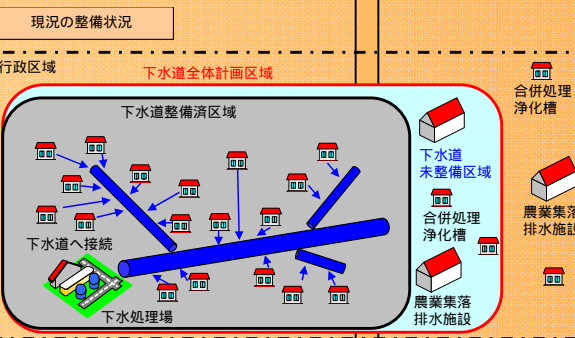 現況の整備状況
行政区域
下水道全体計画区域
下水道整備済区域
合併処理
浄化槽
下水道
未整備区域
合併処理
浄化槽
農業集落
排水施設
下水道へ接続
下水処理場
農業集落
排水施設